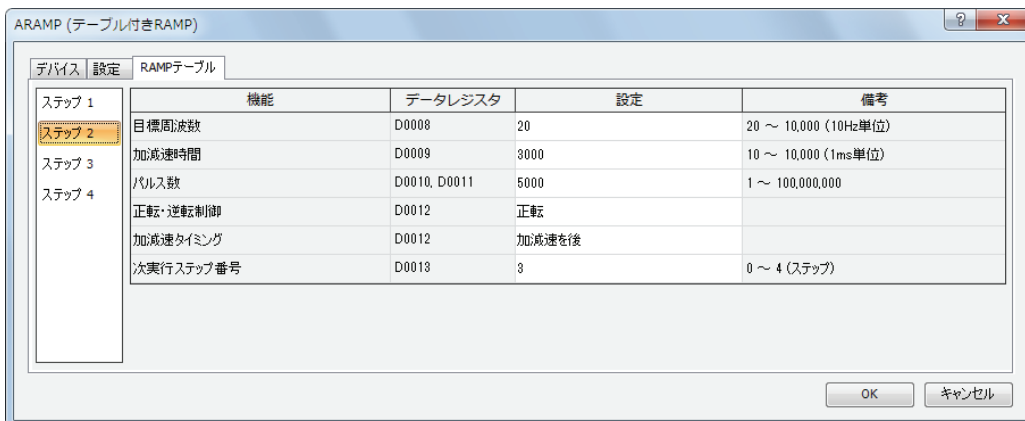 ARAMP (テーブル付きRAMP)
デバイス 設定 RAMPテーブル
ステップ 1
ステップ 2
ステップ 3
ステップ 4
機能 データレジスタ 設定 備考
目標周波数 D0008 20 20 ～ 10,000 (10Hz単位)
加減速時間 D0009 3000 10 ～ 10,000 (1ms単位)
パルス数 D0010, D0011 5000 1 ～ 100,000,000
正転・逆転制御 D0012 正転
加減速タイミング D0012 加減速を後
次実行ステップ番号 D0013 3 0 ～ 4 (ステップ)
OK キャンセル